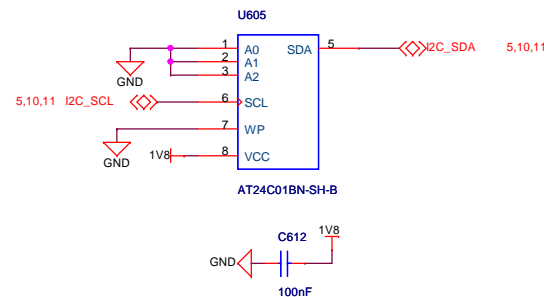 U605
1 A0 SDA 5 I2C_SDA 5,10,11
2 A1
3 A2
GND
5,10,11 I2C_SCL 6 SCL
7 WP
GND
1V8 8 VCC
AT24C01BN-SH-B
C612 1V8
GND
100nF